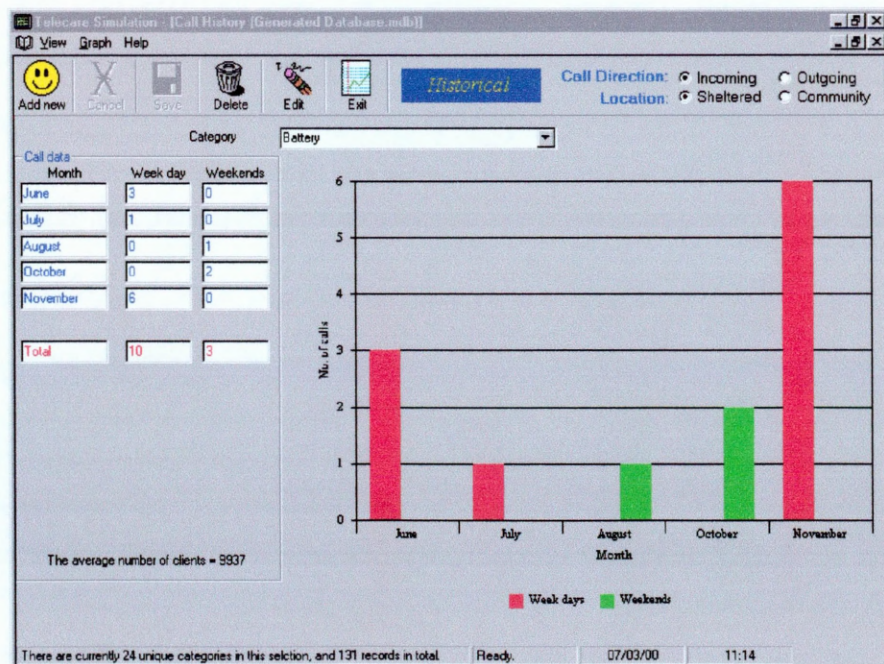 Telecare Simulation - [Call History [Generated Database.mdb]]
View Graph Help
Add new Cancel Save Delete Edit Exit
Historical
Call Direction: Incoming Outgoing
Location: Sheltered Community
Category Battery
Call data
Month Week day Weekends
June 3 0
July 1 0
August 0 1
October 0 2
November 6 0
Total 10 3
The average number of clients = 9937
No. of calls
6
5
4
3
2
1
0
June July August October November
Month
Week days Weekends
There are currently 24 unique categories in this selction, and 131 records in total. Ready. 07/03/00 11:14